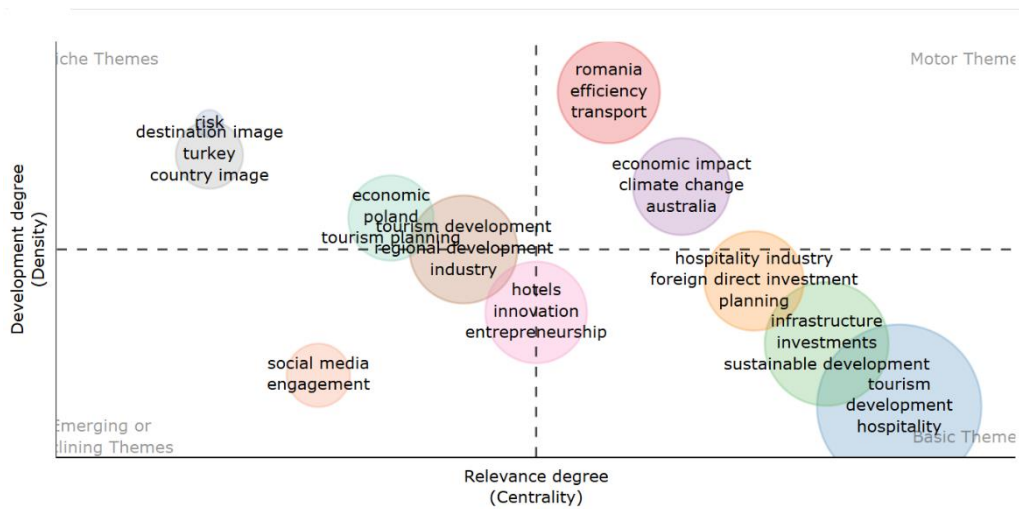 iche Themes
Motor Theme
romania
efficiency
transport
risk
destination image
turkey
country image
economic impact
climate change
australia
economic
poland
tourism planning
tourism development
regional development
industry
hospitality industry
foreign direct investment
planning
hotels
innovation
entrepreneurship
infrastructure
investments
sustainable development
social media
engagement
tourism
development
hospitality
Emerging or
lining Themes
Basic Theme
Development degree
(Density)
Relevance degree
(Centrality)